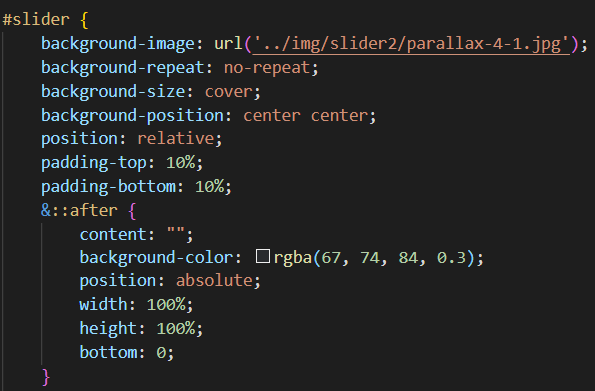 #slider {
background-image: url('../img/slider2/parallax-4-1.jpg');
background-repeat: no-repeat;
background-size: cover;
background-position: center center;
position: relative;
padding-top: 10%;
padding-bottom: 10%;
&::after {
content: "";
background-color: rgba(67, 74, 84, 0.3);
position: absolute;
width: 100%;
height: 100%;
bottom: 0;
}